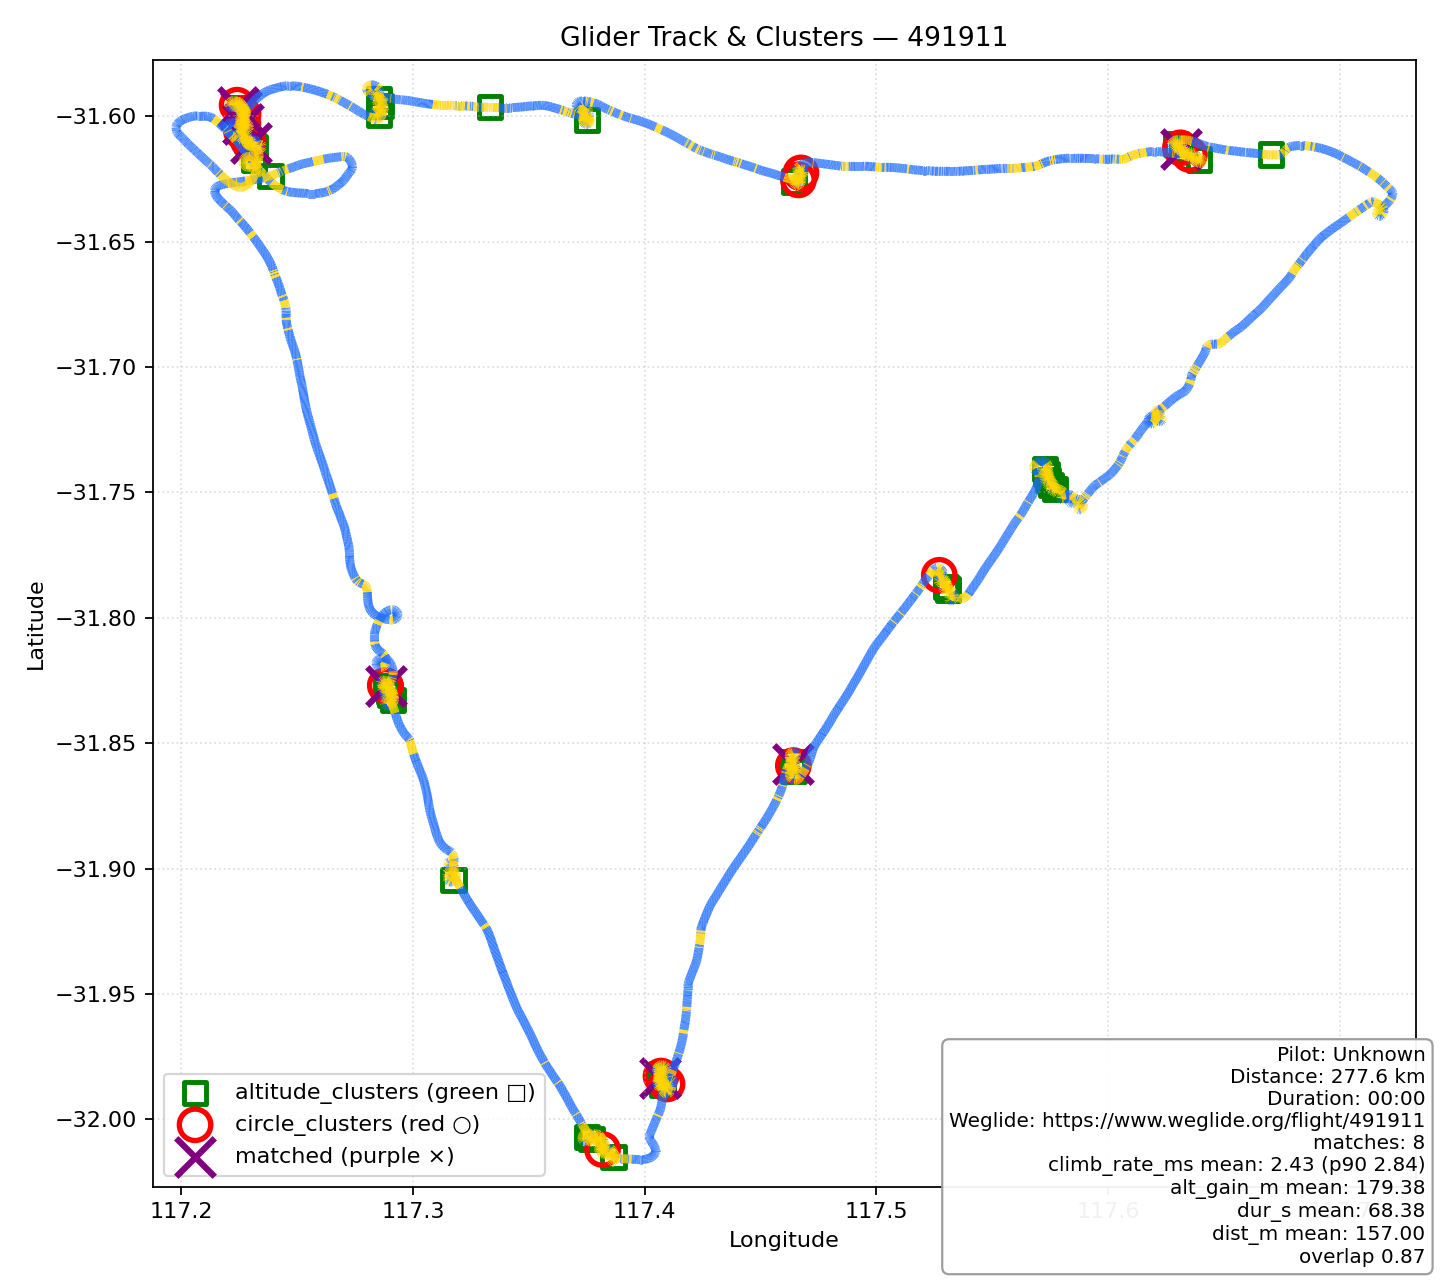 Glider Track & Clusters — 491911
−31.60
−31.65
−31.70
−31.75
−31.80
−31.85
−31.90
−31.95
−32.00
Latitude
altitude_clusters (green □)
circle_clusters (red ○)
matched (purple ×)
Pilot: Unknown
Distance: 277.6 km
Duration: 00:00
Weglide: https://www.weglide.org/flight/491911
matches: 8
climb_rate_ms mean: 2.43 (p90 2.84)
alt_gain_m mean: 179.38
dur_s mean: 68.38
dist_m mean: 157.00
overlap 0.87
117.2
117.3
117.4
117.5
117.6
Longitude